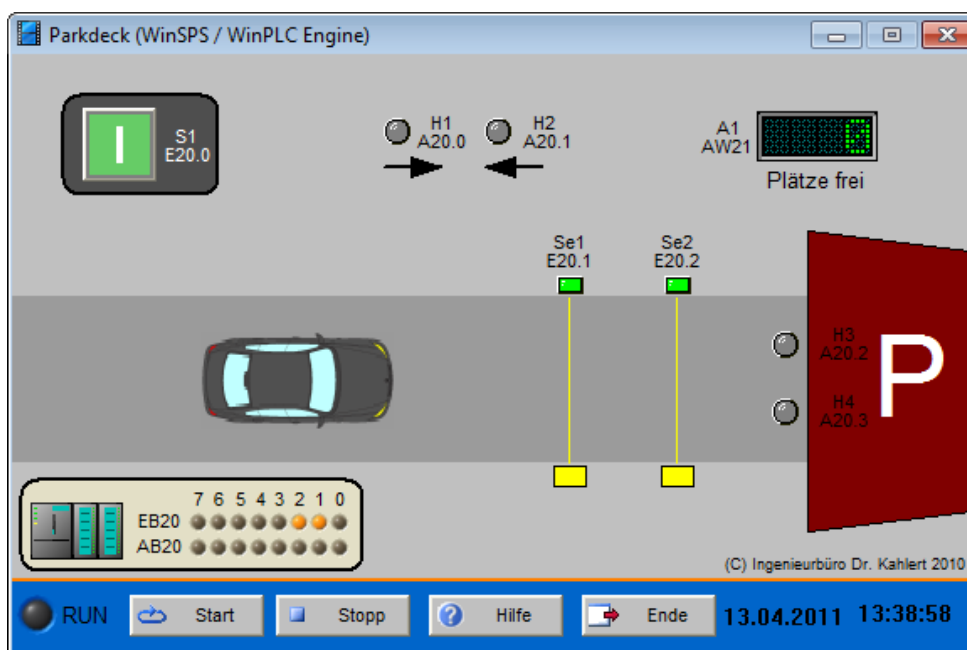 Parkdeck (WinSPS / WinPLC Engine)
I
S1
E20.0
H1
A20.0
H2
A20.1
A1
AW21
0
Plätze frei
Se1
E20.1
Se2
E20.2
H3
A20.2
H4
A20.3
P
7 6 5 4 3 2 1 0
EB20
AB20
(C) Ingenieurbüro Dr. Kahlert 2010
RUN
Start
Stopp
Hilfe
Ende
13.04.2011
13:38:58